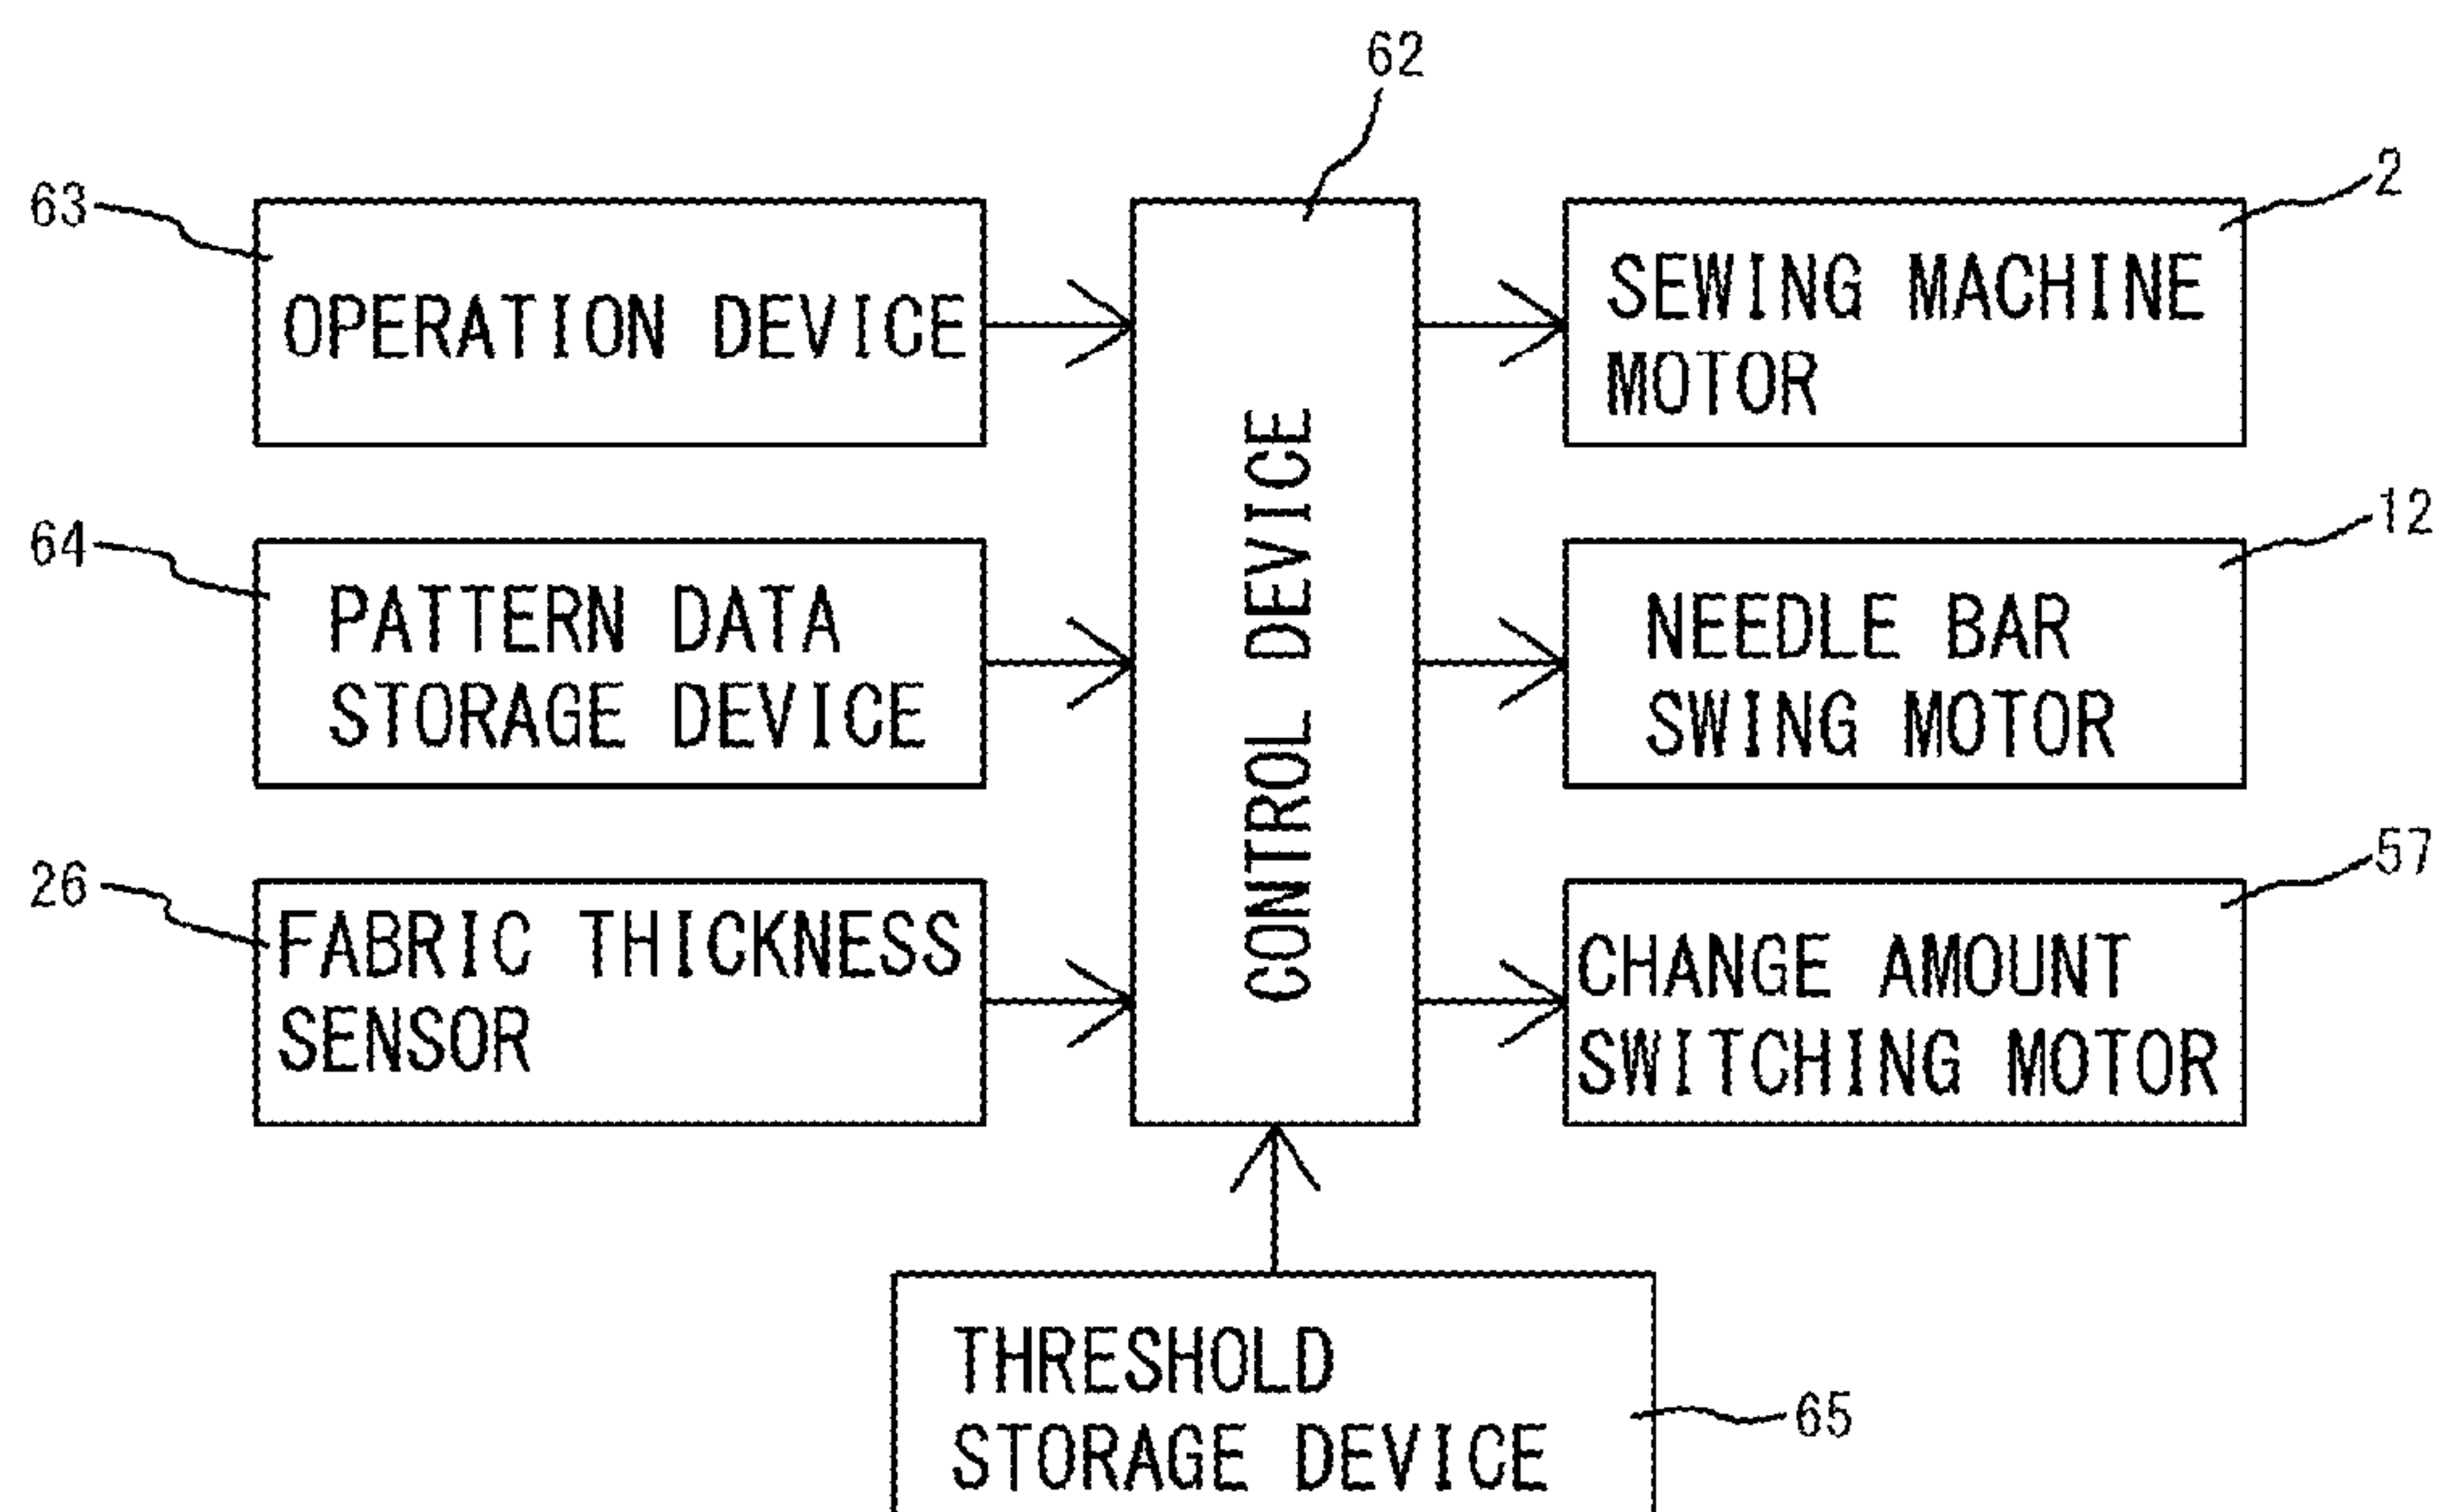 62
63
OPERATION DEVICE
2
SEWING MACHINE
MOTOR
64
PATTERN DATA
STORAGE DEVICE
CONTROL DEVICE
12
NEEDLE BAR
SWING MOTOR
26
FABRIC THICKNESS
SENSOR
57
CHANGE AMOUNT
SWITCHING MOTOR
THRESHOLD
STORAGE DEVICE
65